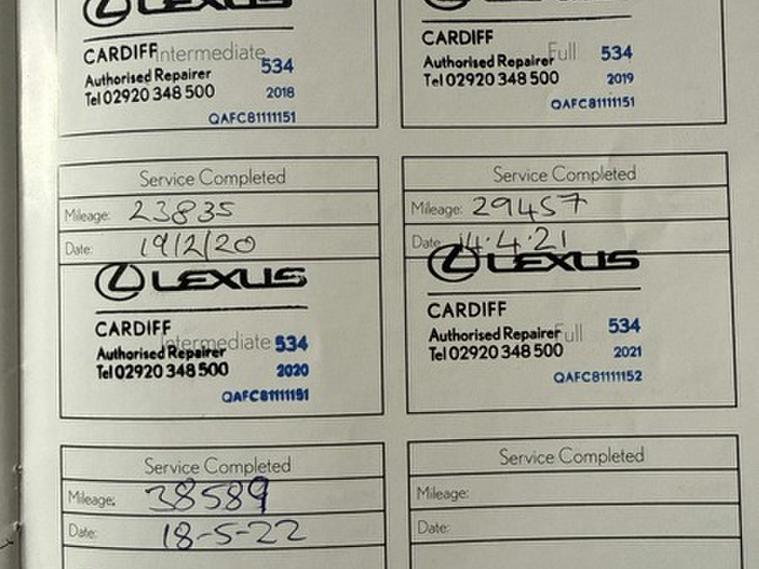 LEXUS
CARDIFF Intermediate
534
Authorised Repairer
Tel 02920 348 500
2018
QAFC81111151
CARDIFF
Full
534
Authorised Repairer
Tel 02920 348 500
2019
QAFC81111151
Service Completed
Mileage: 23835
Date: 19/2/20
LEXUS
CARDIFF
Intermediate 534
Authorised Repairer
Tel 02920 348 500
2020
QAFC81111151
Service Completed
Mileage: 29457
Date: 14.4.21
LEXUS
CARDIFF
Authorised Repairer Full 534
Tel 02920 348 500
2021
QAFC81111152
Service Completed
Mileage: 38589
Date: 18-5-22
Service Completed
Mileage:
Date: